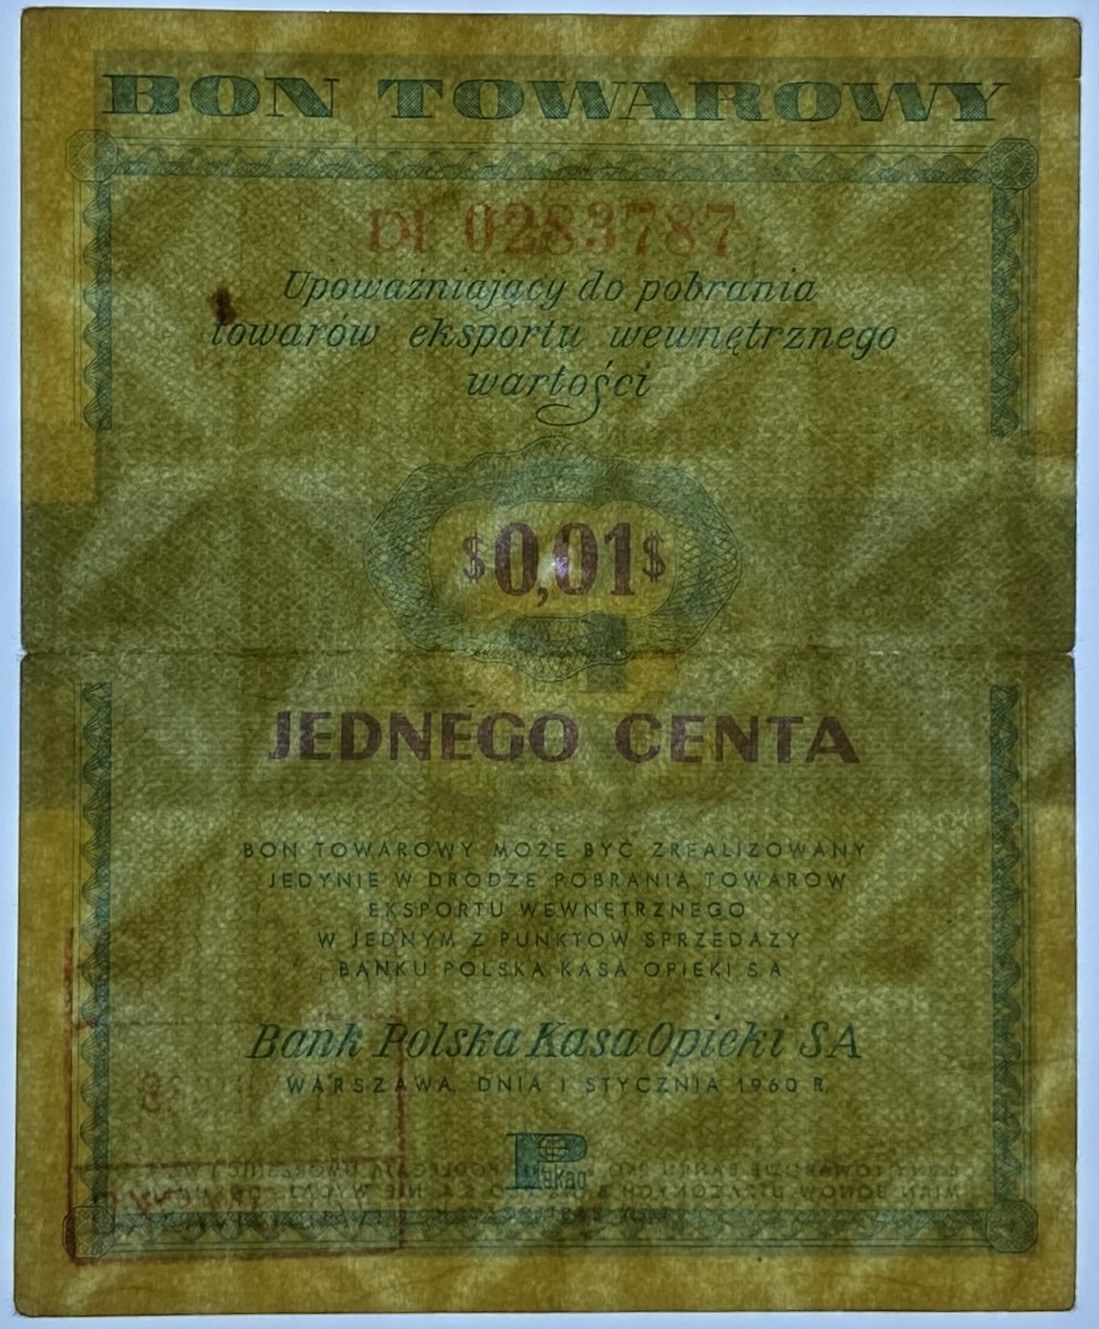 BON TOWAROWY
DI 0283787
Upoważniający do pobrania
towarów eksportu wewnętrznego
wartości
$0,01$
JEDNEGO CENTA
BON TOWAROWY MOŻE BYĆ ZREALIZOWANY
JEDYNIE W DRODZE POBRANIA TOWARÓW
EKSPORTU WEWNĘTRZNEGO
W JEDNYM Z PUNKTÓW SPRZEDAŻY
BANKU POLSKA KASA OPIEKI S.A.
Bank Polska Kasa Opieki SA
WARSZAWA, DNIA 1 STYCZNIA 1960 R.
PeKaO